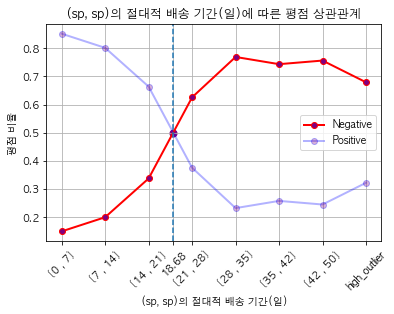 (sp, sp)의 절대적 배송 기간(일)에 따른 평점 상관관계
평점 비율
0.8
0.7
0.6
0.5
0.4
0.3
0.2
Negative
Positive
(0 , 7)
(7 , 14)
(14 , 21)
18.68
(21 , 28)
(28 , 35)
(35 , 42)
(42 , 50)
hgh_outlier
(sp, sp)의 절대적 배송 기간(일)